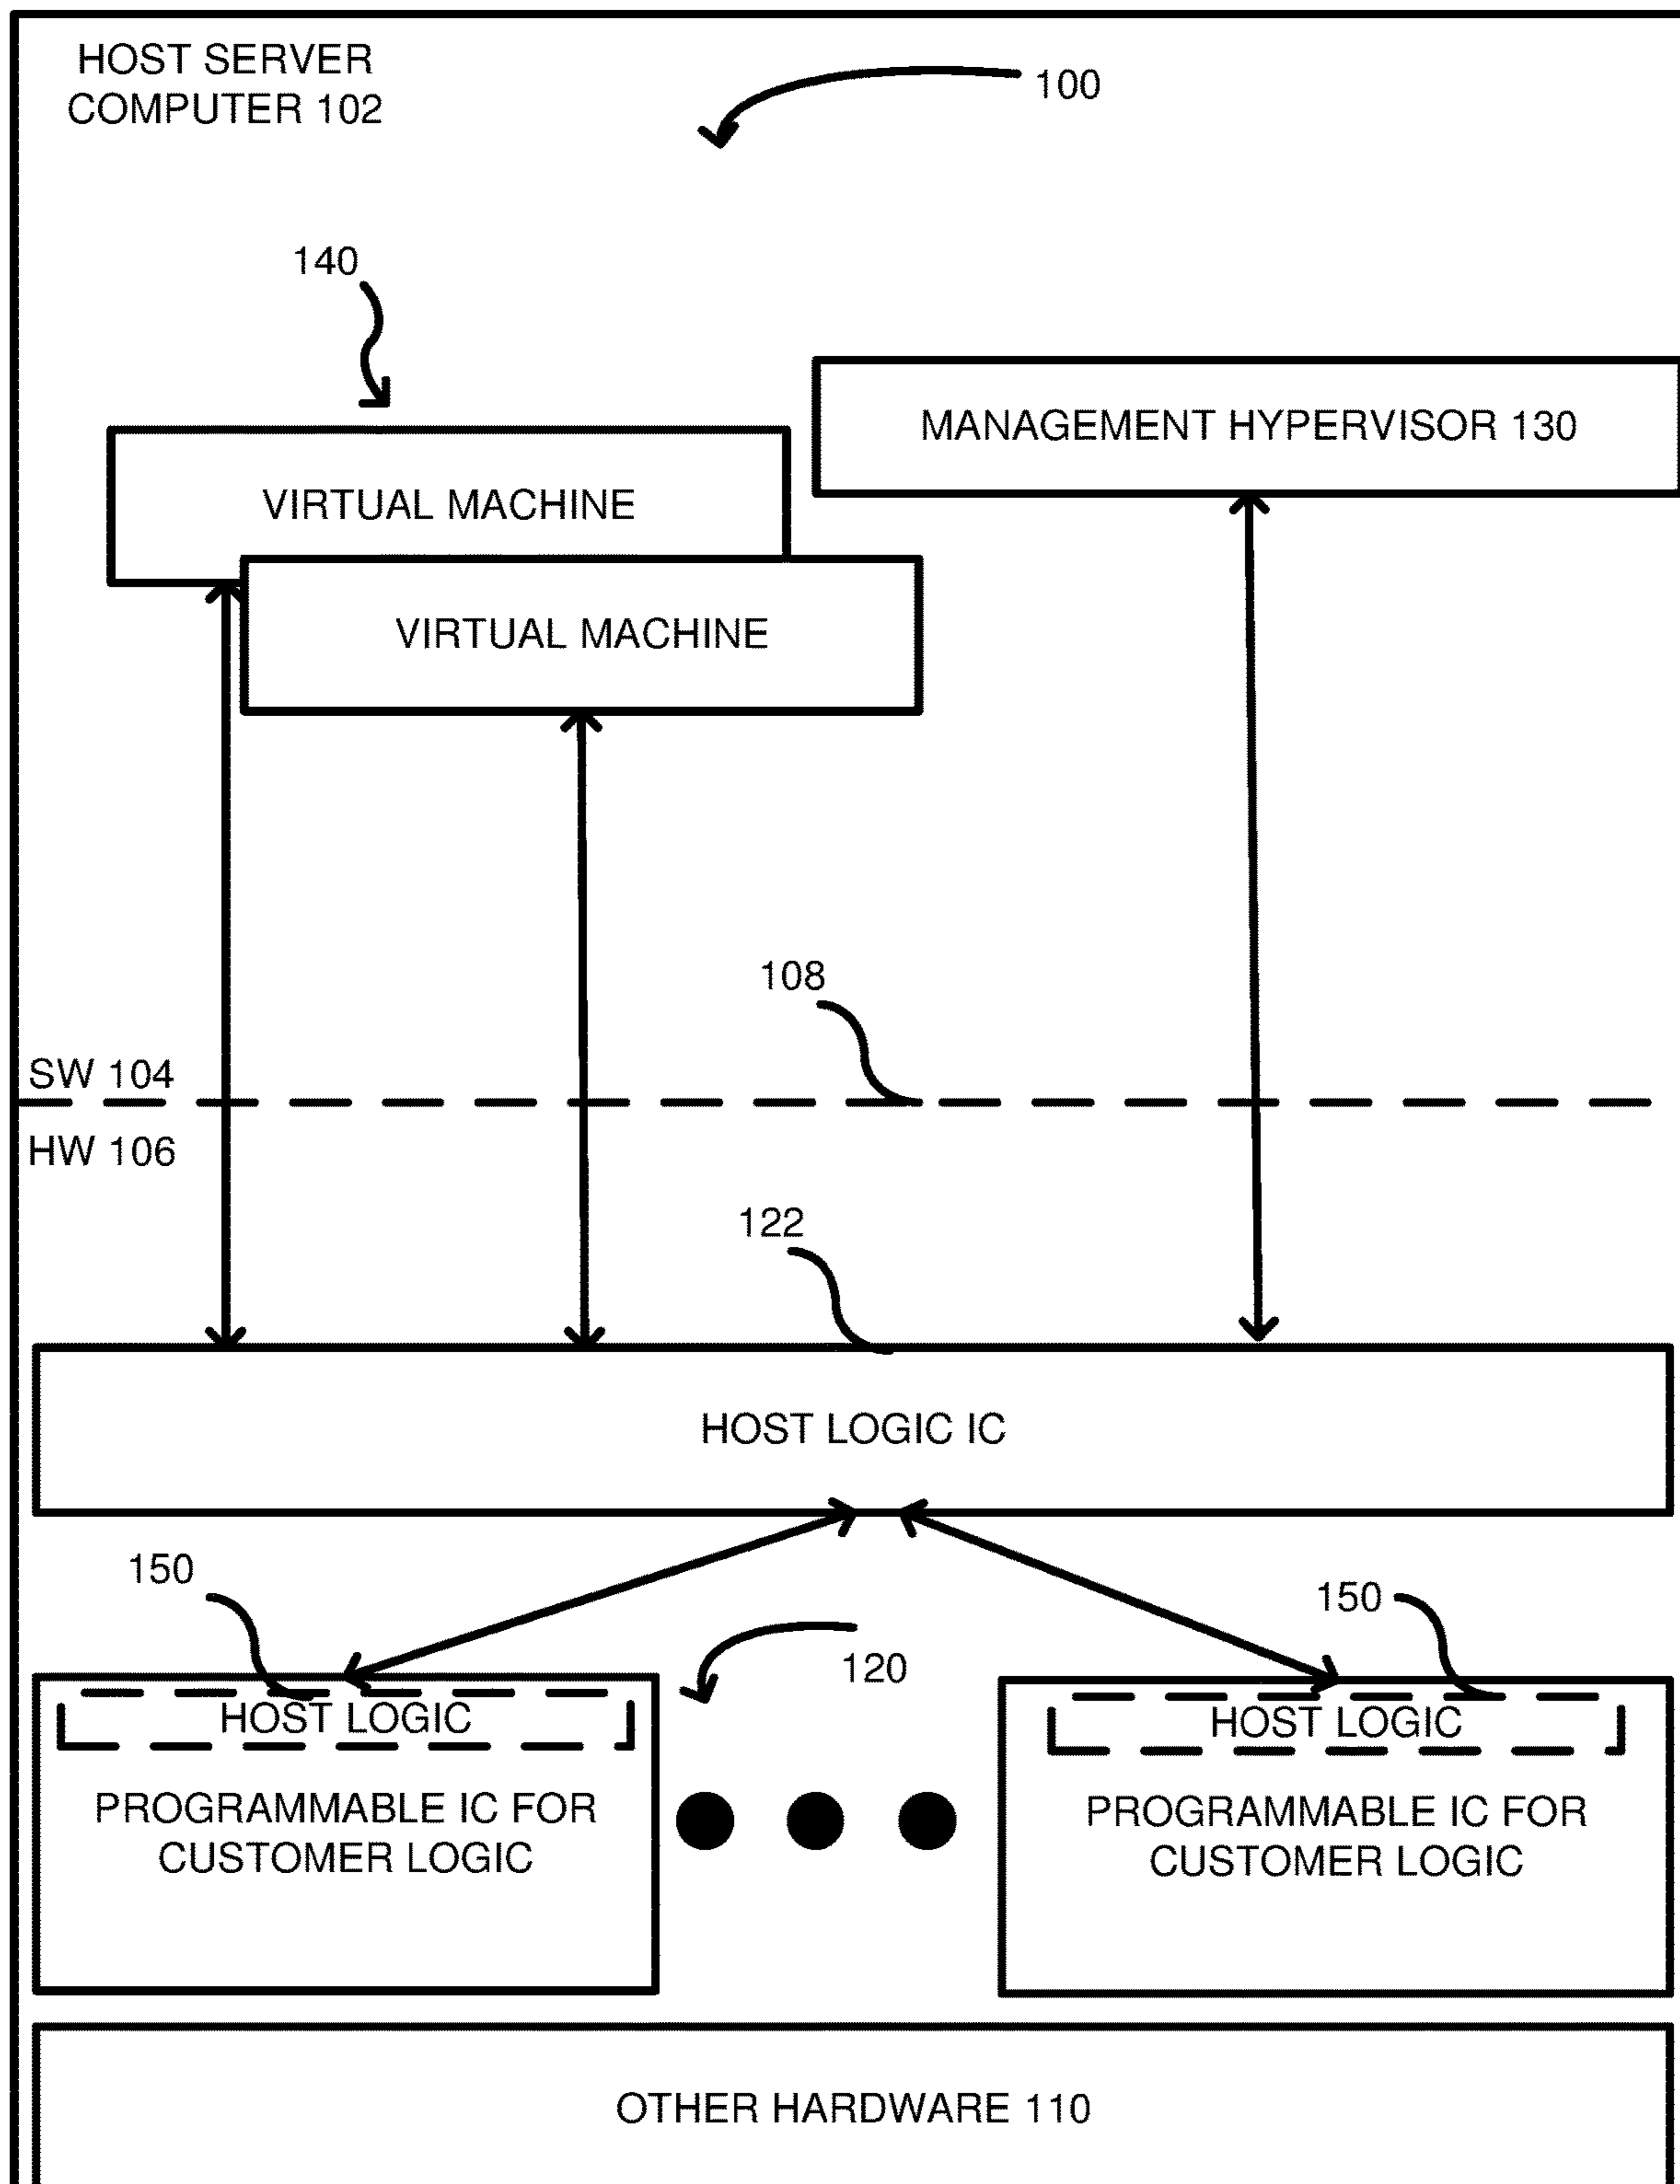 HOST SERVER
COMPUTER 102
100
140
MANAGEMENT HYPERVISOR 130
VIRTUAL MACHINE
VIRTUAL MACHINE
108
SW 104
HW 106
122
HOST LOGIC IC
150
150
120
HOST LOGIC
HOST LOGIC
PROGRAMMABLE IC FOR
CUSTOMER LOGIC
PROGRAMMABLE IC FOR
CUSTOMER LOGIC
OTHER HARDWARE 110